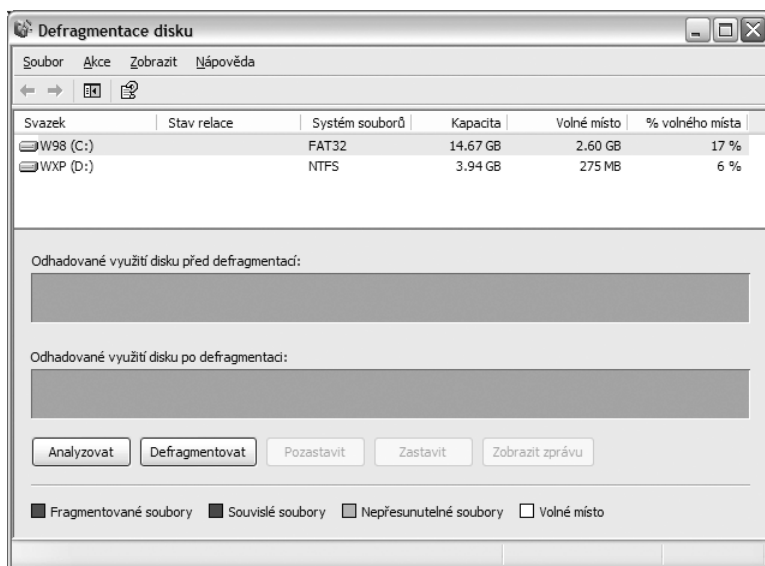 Defragmentace disku
Soubor Akce Zobrazit Nápověda
Svazek Stav relace Systém souborů Kapacita Volné místo % volného místa
W98 (C:) FAT32 14.67 GB 2.60 GB 17 %
WXP (D:) NTFS 3.94 GB 275 MB 6 %
Odhadované využití disku před defragmentací:
Odhadované využití disku po defragmentaci:
Analyzovat Defragmentovat Pozastavit Zastavit Zobrazit zprávu
Fragmentované soubory Souvislé soubory Nepřesunutelné soubory Volné místo